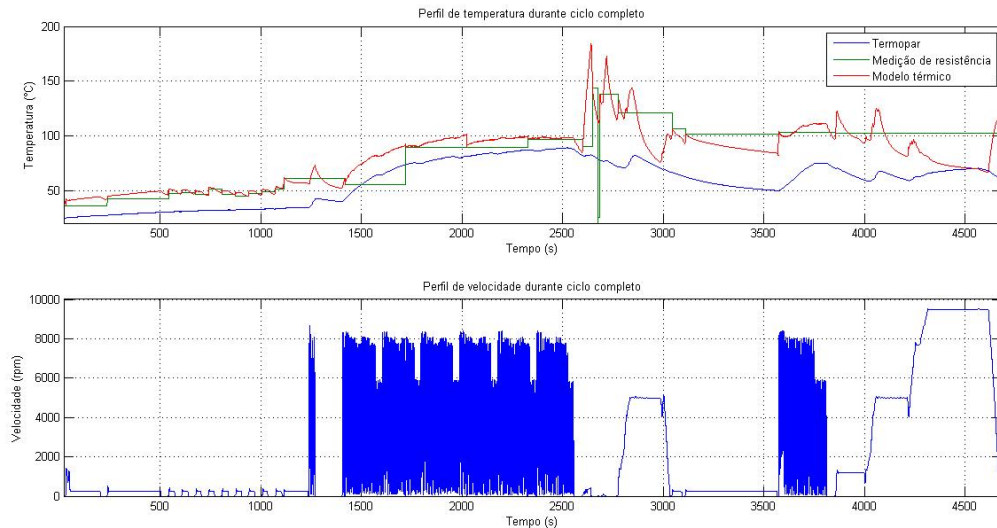 Perfil de temperatura durante ciclo completo
200
150
100
50
Temperatura (°C)
Termopar
Medição de resistência
Modelo térmico
500 1000 1500 2000 2500 3000 3500 4000 4500
Tempo (s)
Perfil de velocidade durante ciclo completo
10000
8000
6000
4000
2000
0
Velocidade (rpm)
500 1000 1500 2000 2500 3000 3500 4000 4500
Tempo (s)